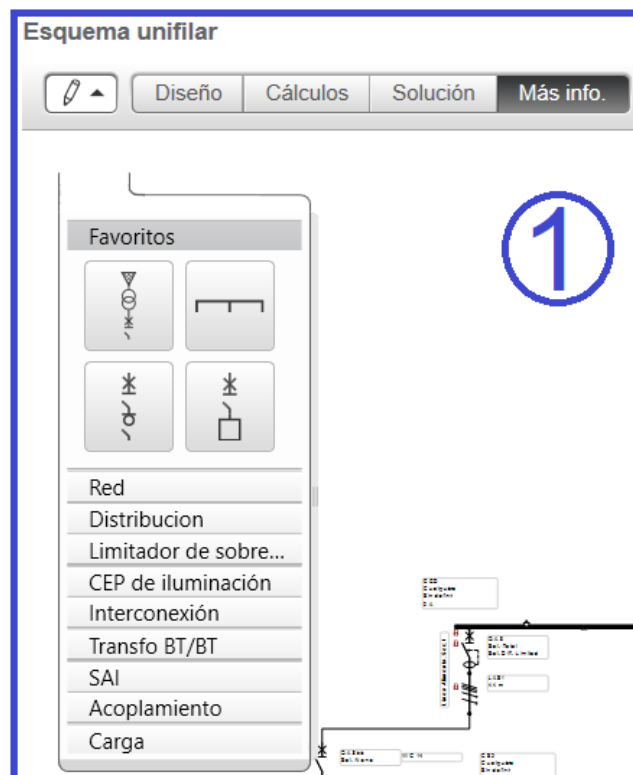 Esquema unifilar
Diseño Cálculos Solución Más info.
1
Favoritos
Red
Distribucion
Limitador de sobre...
CEP de iluminación
Interconexión
Transfo BT/BT
SAI
Acoplamiento
Carga